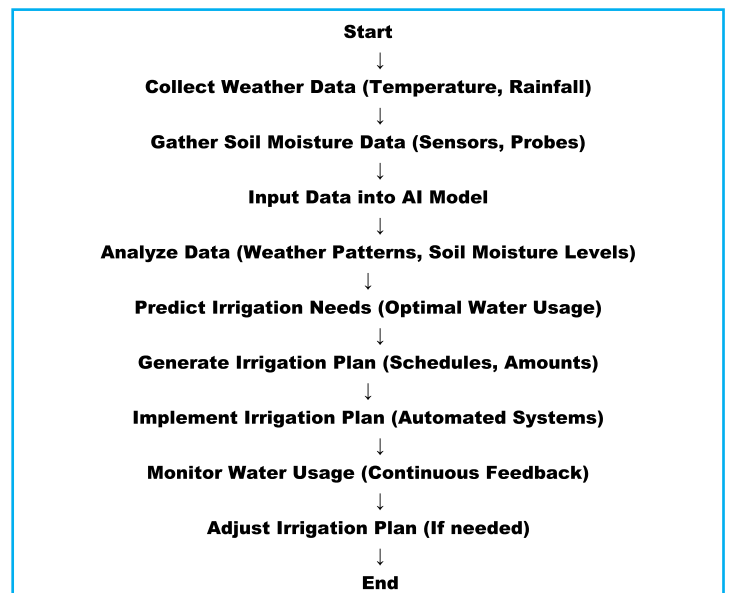 Start
↓
Collect Weather Data (Temperature, Rainfall)
↓
Gather Soil Moisture Data (Sensors, Probes)
↓
Input Data into AI Model
↓
Analyze Data (Weather Patterns, Soil Moisture Levels)
↓
Predict Irrigation Needs (Optimal Water Usage)
↓
Generate Irrigation Plan (Schedules, Amounts)
↓
Implement Irrigation Plan (Automated Systems)
↓
Monitor Water Usage (Continuous Feedback)
↓
Adjust Irrigation Plan (If needed)
↓
End